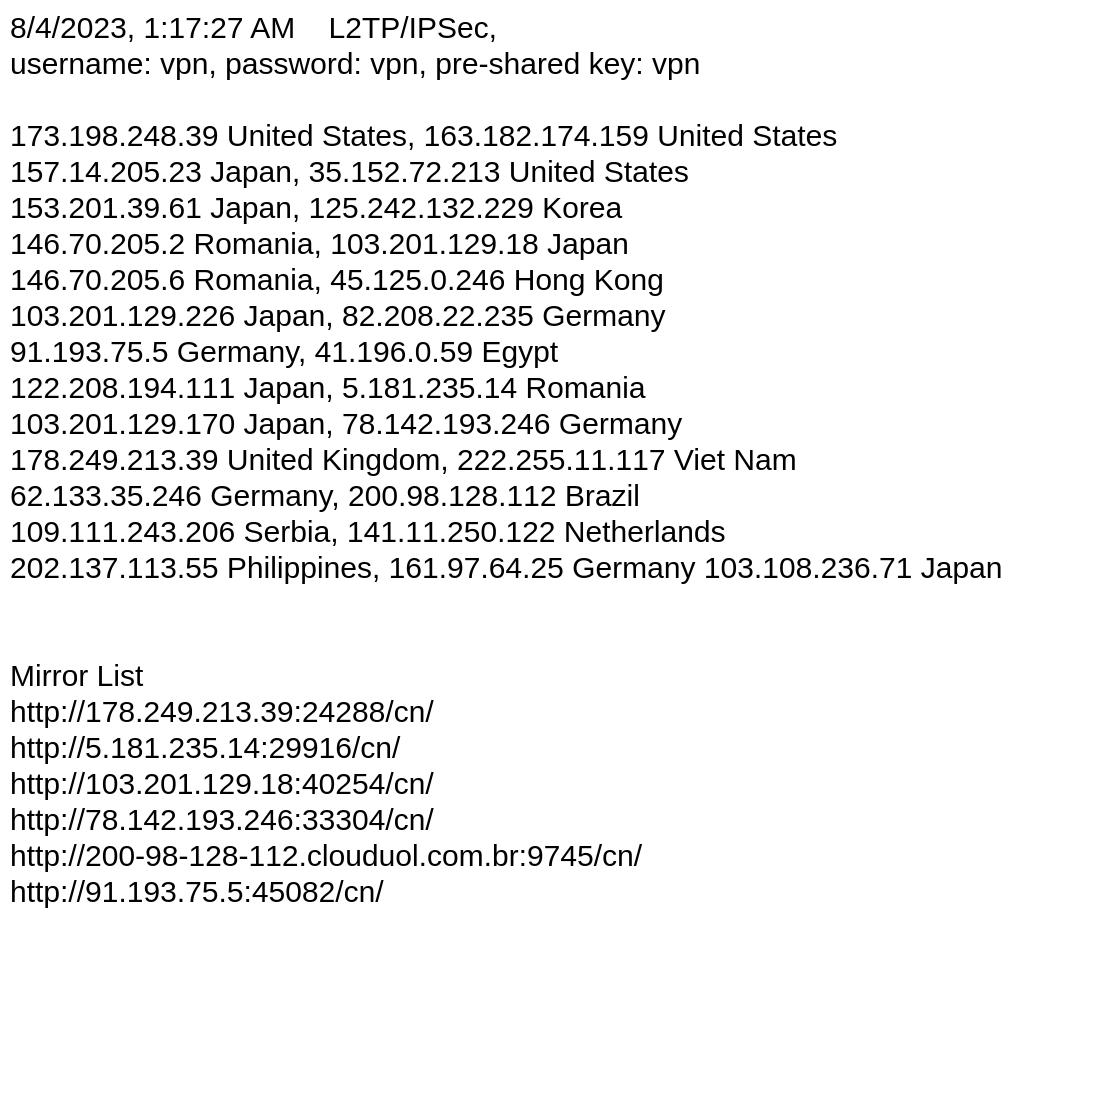 8/4/2023, 1:17:27 AM    L2TP/IPSec,
username: vpn, password: vpn, pre-shared key: vpn
173.198.248.39 United States, 163.182.174.159 United States
157.14.205.23 Japan, 35.152.72.213 United States
153.201.39.61 Japan, 125.242.132.229 Korea
146.70.205.2 Romania, 103.201.129.18 Japan
146.70.205.6 Romania, 45.125.0.246 Hong Kong
103.201.129.226 Japan, 82.208.22.235 Germany
91.193.75.5 Germany, 41.196.0.59 Egypt
122.208.194.111 Japan, 5.181.235.14 Romania
103.201.129.170 Japan, 78.142.193.246 Germany
178.249.213.39 United Kingdom, 222.255.11.117 Viet Nam
62.133.35.246 Germany, 200.98.128.112 Brazil
109.111.243.206 Serbia, 141.11.250.122 Netherlands
202.137.113.55 Philippines, 161.97.64.25 Germany 103.108.236.71 Japan
Mirror List
http://178.249.213.39:24288/cn/
http://5.181.235.14:29916/cn/
http://103.201.129.18:40254/cn/
http://78.142.193.246:33304/cn/
http://200-98-128-112.clouduol.com.br:9745/cn/
http://91.193.75.5:45082/cn/